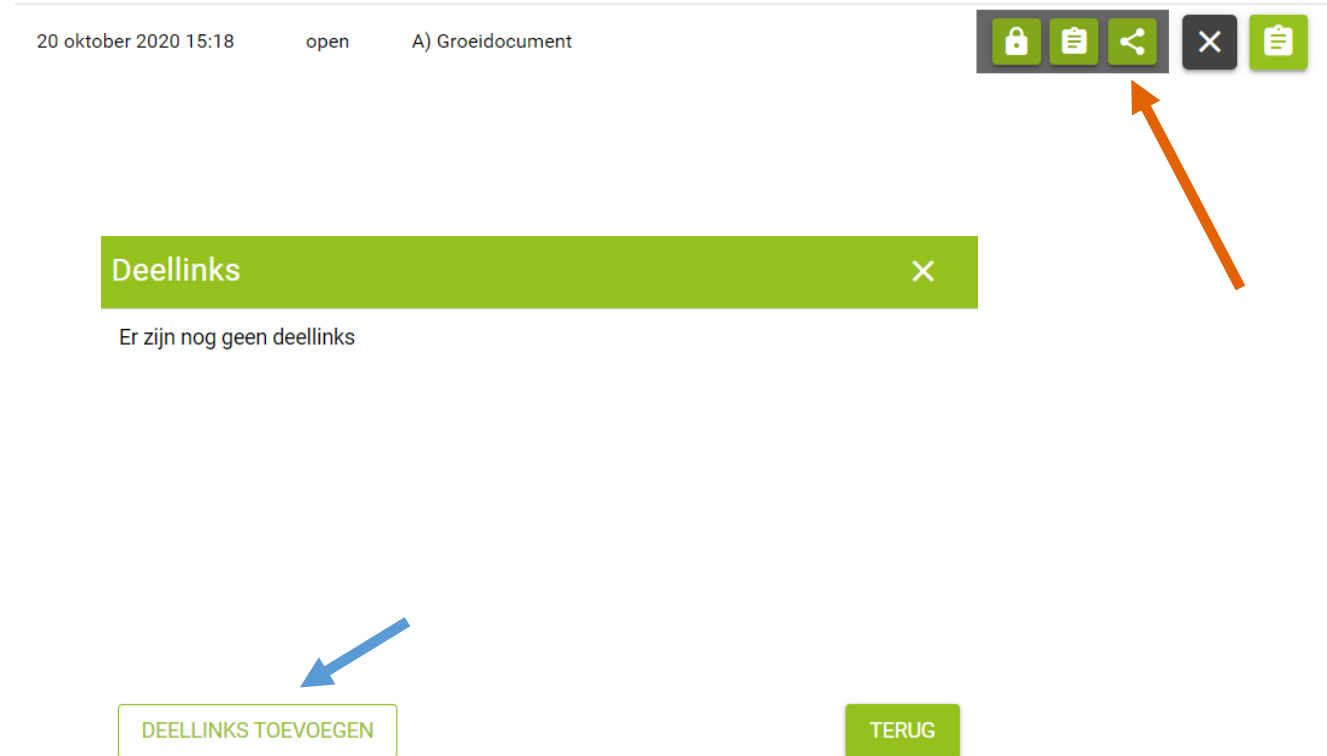 20 oktober 2020 15:18 open A) Groeidocument
Deellinks
Er zijn nog geen deellinks
DEELLINKS TOEVOEGEN TERUG